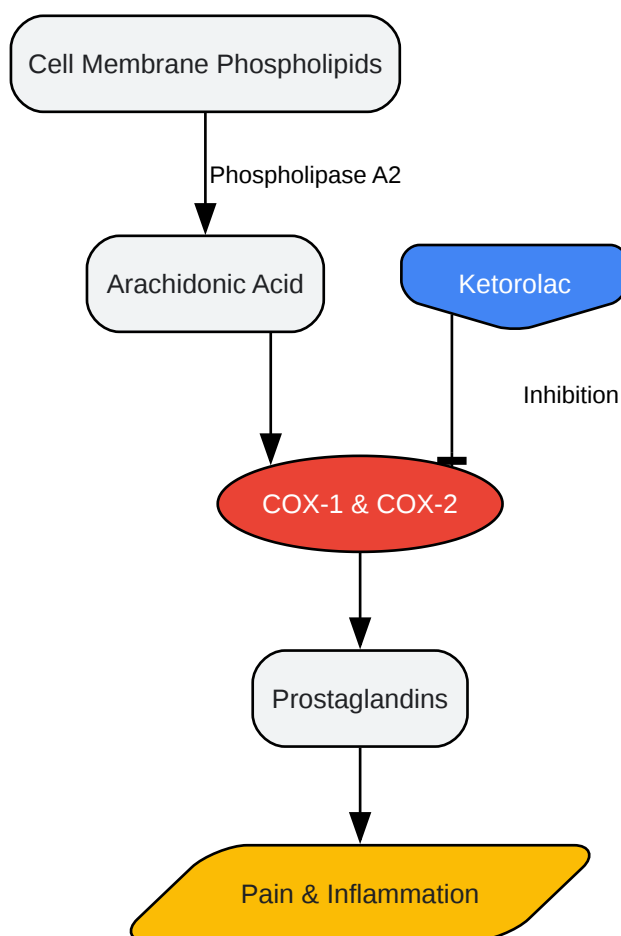 Cell Membrane Phospholipids
Phospholipase A2
Arachidonic Acid
Ketorolac
Inhibition
COX-1 & COX-2
Prostaglandins
Pain & Inflammation